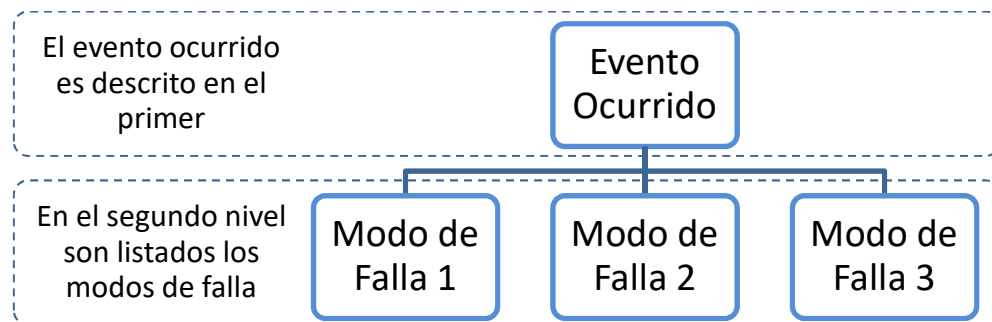 El evento ocurrido
es descrito en el
primer
Evento
Ocurrido
En el segundo nivel
son listados los
modos de falla
Modo de
Falla 1
Modo de
Falla 2
Modo de
Falla 3